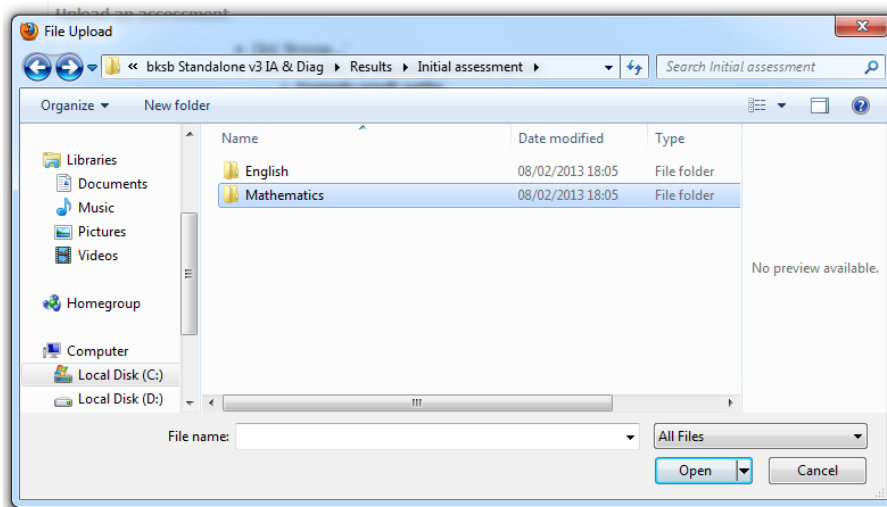 Upload an assessment
File Upload
« bksb Standalone v3 IA & Diag ▸ Results ▸ Initial assessment ▸
Search Initial assessment
Organize
New folder
Name Date modified Type
Libraries
Documents
Music
Pictures
Videos
Homegroup
Computer
Local Disk (C:)
Local Disk (D:)
English 08/02/2013 18:05 File folder
Mathematics 08/02/2013 18:05 File folder
No preview available.
File name:
All Files
Open
Cancel